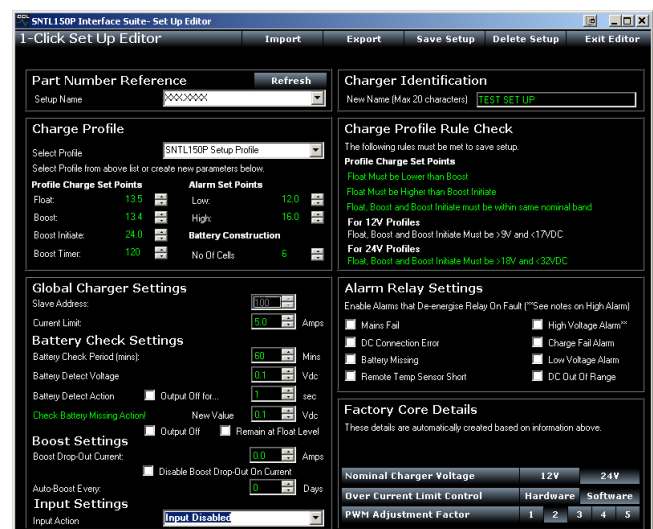 SNTL150P Interface Suite- Set Up Editor
1-Click Set Up Editor
Import
Export
Save Setup
Delete Setup
Exit Editor
Part Number Reference
Refresh
Setup Name
Charger Identification
New Name (Max 20 characters)
TEST SET UP
Charge Profile
Select Profile
SNTL150P Setup Profile
Select Profile from above list or create new parameters below.
Profile Charge Set Points
Alarm Set Points
Float: 13.5
Low: 12.0
Boost: 13.4
High: 16.0
Boost Initiate: 24.0
Battery Construction
Boost Timer: 120
No Of Cells 6
Charge Profile Rule Check
The following rules must be met to save setup.
Profile Charge Set Points
Float Must be Lower than Boost
Float Must be Higher than Boost Initiate
Float, Boost and Boost Initiate must be within same nominal band
For 12V Profiles
Float, Boost and Boost Initiate Must be >9V and <17VDC
For 24V Profiles
Float, Boost and Boost Initiate Must be >18V and <32VDC
Global Charger Settings
Slave Address: 100
Current Limit: 5.0 Amps
Battery Check Settings
Battery Check Period (mins): 60 Mins
Battery Detect Voltage 0.1 Vdc
Battery Detect Action Output Off for... 1 sec
Check Battery Missing Action! New Value 0.1 Vdc
Output Off Remain at Float Level
Boost Settings
Boost Drop-Out Current: 0.0 Amps
Disable Boost Drop-Out On Current
Auto-Boost Every: 0 Days
Input Settings
Input Action Input Disabled
Alarm Relay Settings
Enable Alarms that De-energise Relay On Fault (**See notes on High Alarm)
Mains Fail
High Voltage Alarm**
DC Connection Error
Charge Fail Alarm
Battery Missing
Low Voltage Alarm
Remote Temp Sensor Short
DC Out Of Range
Factory Core Details
These details are automatically created based on information above.
Nominal Charger Voltage 12V 24V
Over Current Limit Control Hardware Software
PWM Adjustment Factor 1 2 3 4 5